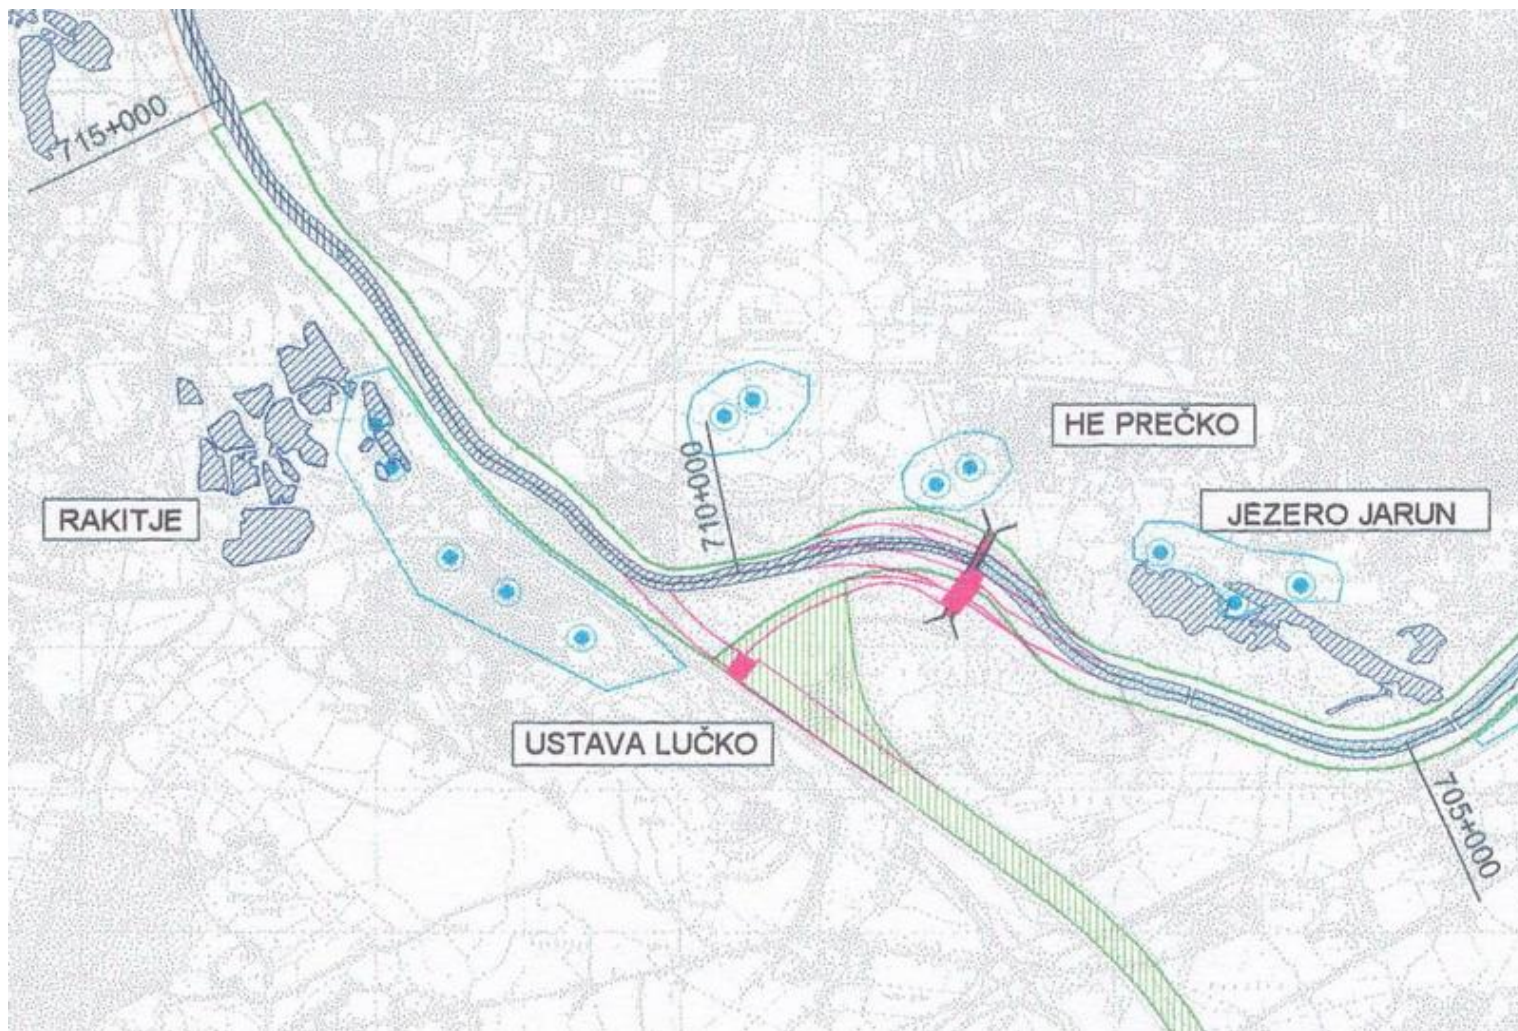 715+000
HE PREČKO
710+000
RAKITJE
JEZERO JARUN
USTAVA LUČKO
705+000